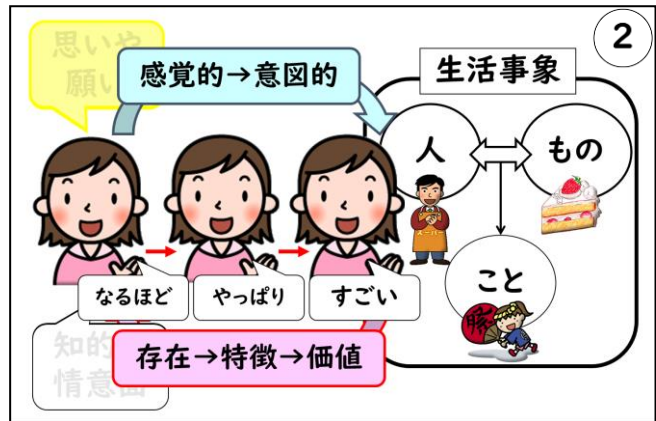 2
思いや
願い
感覚的→意図的
生活事象
人
もの
こと
なるほど
やっぱり
すごい
存在→特徴→価値
知的
情意面